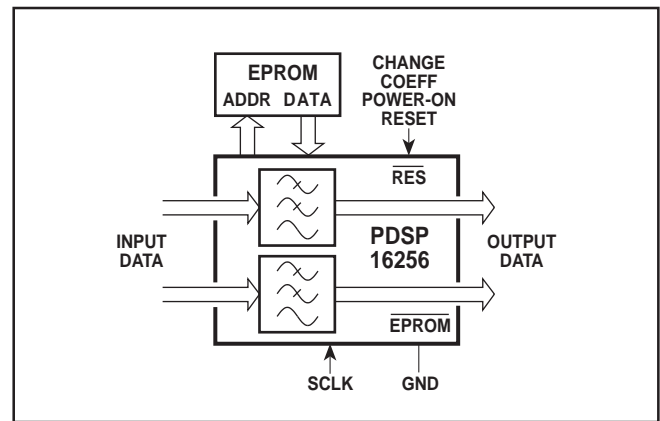 EPROM
ADDR DATA
CHANGE
COEFF
POWER-ON
RESET
RES
INPUT
DATA
PDSP
16256
OUTPUT
DATA
EPROM
SCLK
GND